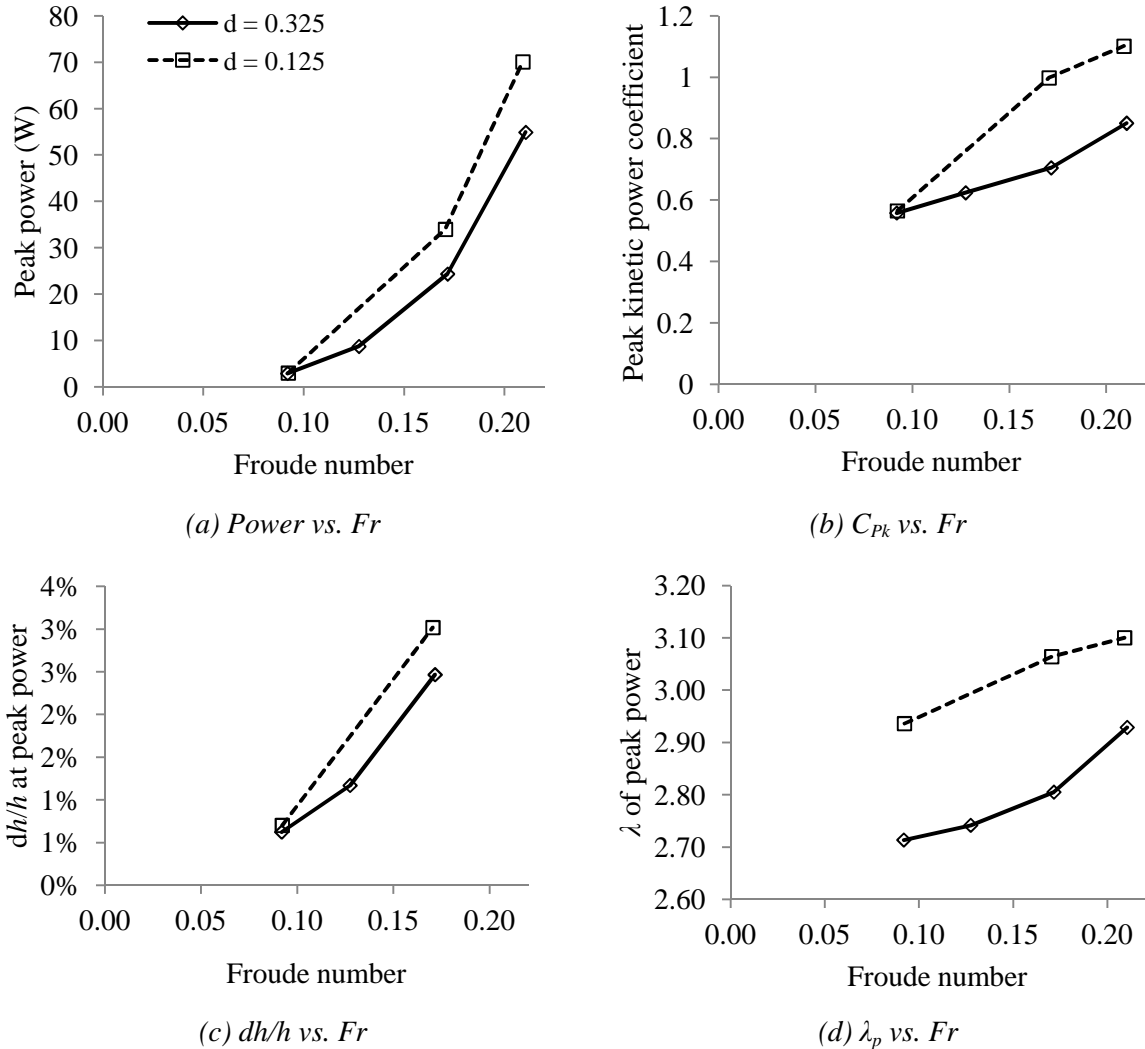 80
70
60
50
40
30
20
10
0
Peak power (W)
d = 0.325
d = 0.125
0.00 0.05 0.10 0.15 0.20
Froude number
(a) Power vs. Fr
1.2
1
0.8
0.6
0.4
0.2
0
Peak kinetic power coefficient
0.00 0.05 0.10 0.15 0.20
Froude number
(b) C_Pk vs. Fr
4%
3%
3%
2%
2%
1%
1%
0%
dh/h at peak power
0.00 0.05 0.10 0.15 0.20
Froude number
(c) dh/h vs. Fr
3.20
3.10
3.00
2.90
2.80
2.70
2.60
λ of peak power
0.00 0.05 0.10 0.15 0.20
Froude number
(d) λ_p vs. Fr